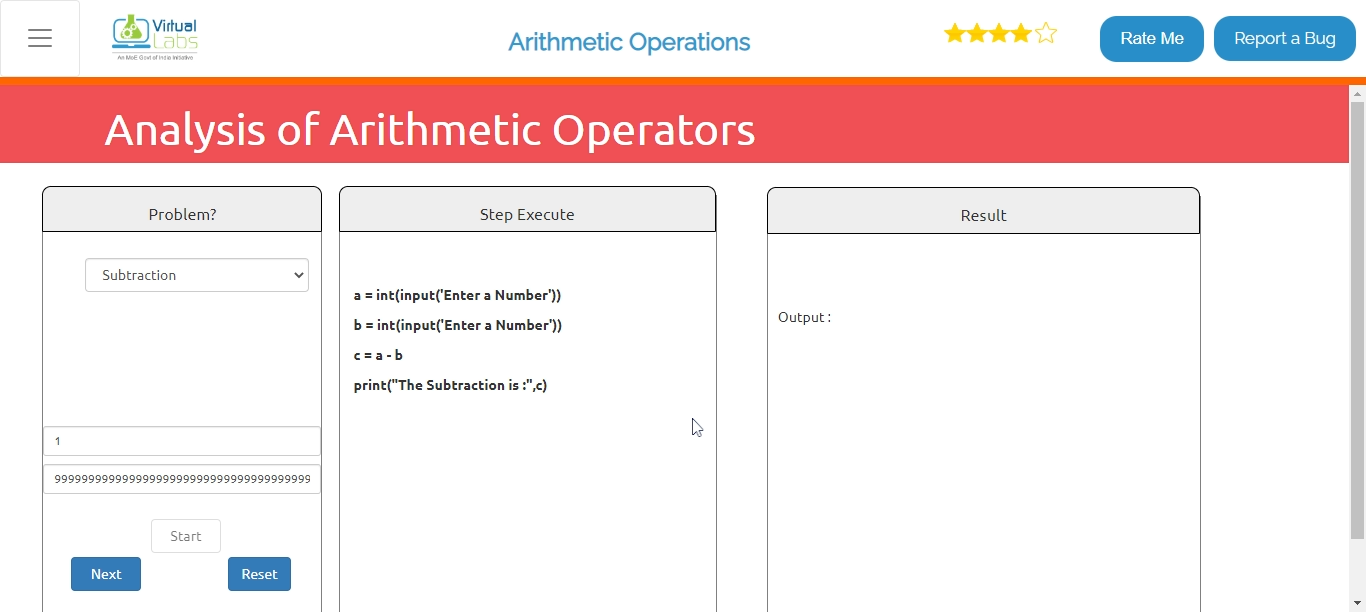 Virtual
Labs
An MoE Govt of India Initiative
Arithmetic Operations
Rate Me
Report a Bug
Analysis of Arithmetic Operators
Problem?
Subtraction
1
99999999999999999999999999999999999999
Start
Next
Reset
Step Execute
a = int(input('Enter a Number'))
b = int(input('Enter a Number'))
c = a - b
print("The Subtraction is :",c)
Result
Output :